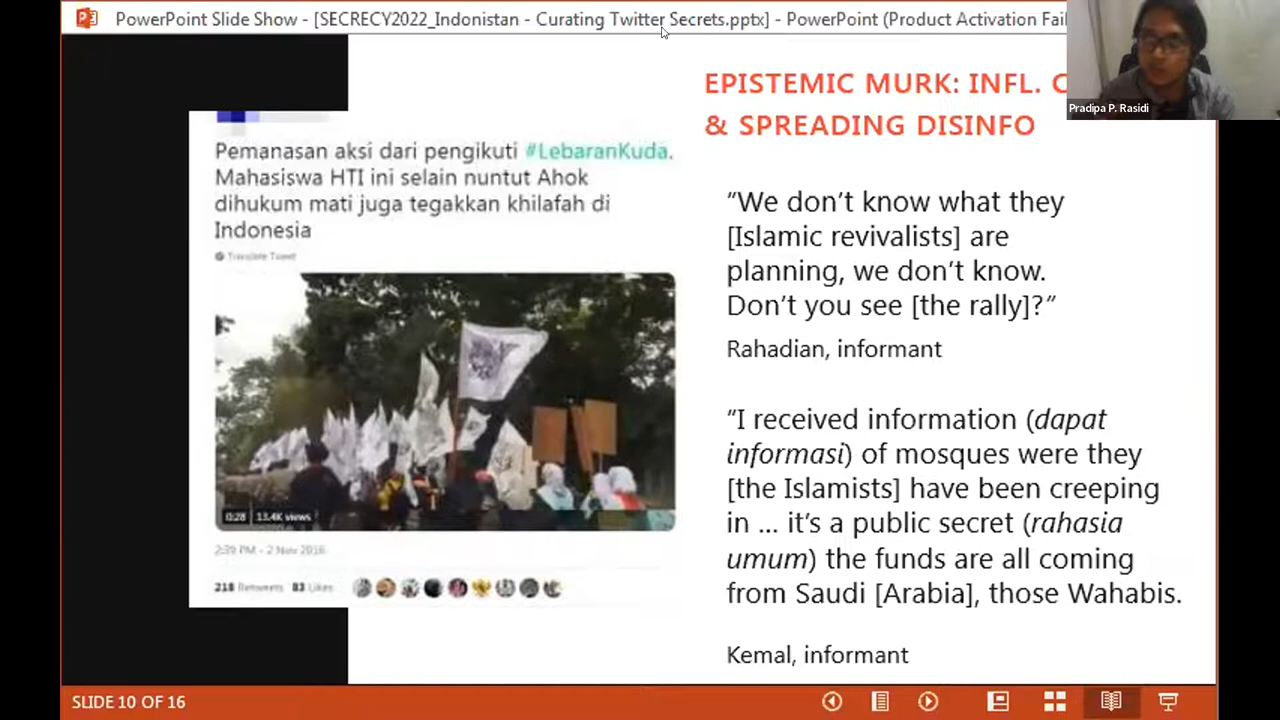 PowerPoint Slide Show - [SECRECY2022_Indonistan - Curating Twitter Secrets.pptx] - PowerPoint (Product Activation Fai
Pradipa P. Rasidi
EPISTEMIC MURK: INFL.
& SPREADING DISINFO
Pemanasan aksi dari pengikuti #LebaranKuda.
Mahasiswa HTI ini selain nuntut Ahok
dihukum mati juga tegakkan khilafah di
Indonesia
Translate Tweet
0:28 13.4K views
2:39 PM - 2 Nov 2016
218 Retweets 83 Likes
“We don’t know what they
[Islamic revivalists] are
planning, we don’t know.
Don’t you see [the rally]?”
Rahadian, informant
“I received information (dapat
informasi) of mosques were they
[the Islamists] have been creeping
in … it’s a public secret (rahasia
umum) the funds are all coming
from Saudi [Arabia], those Wahabis.
Kemal, informant
SLIDE 10 OF 16